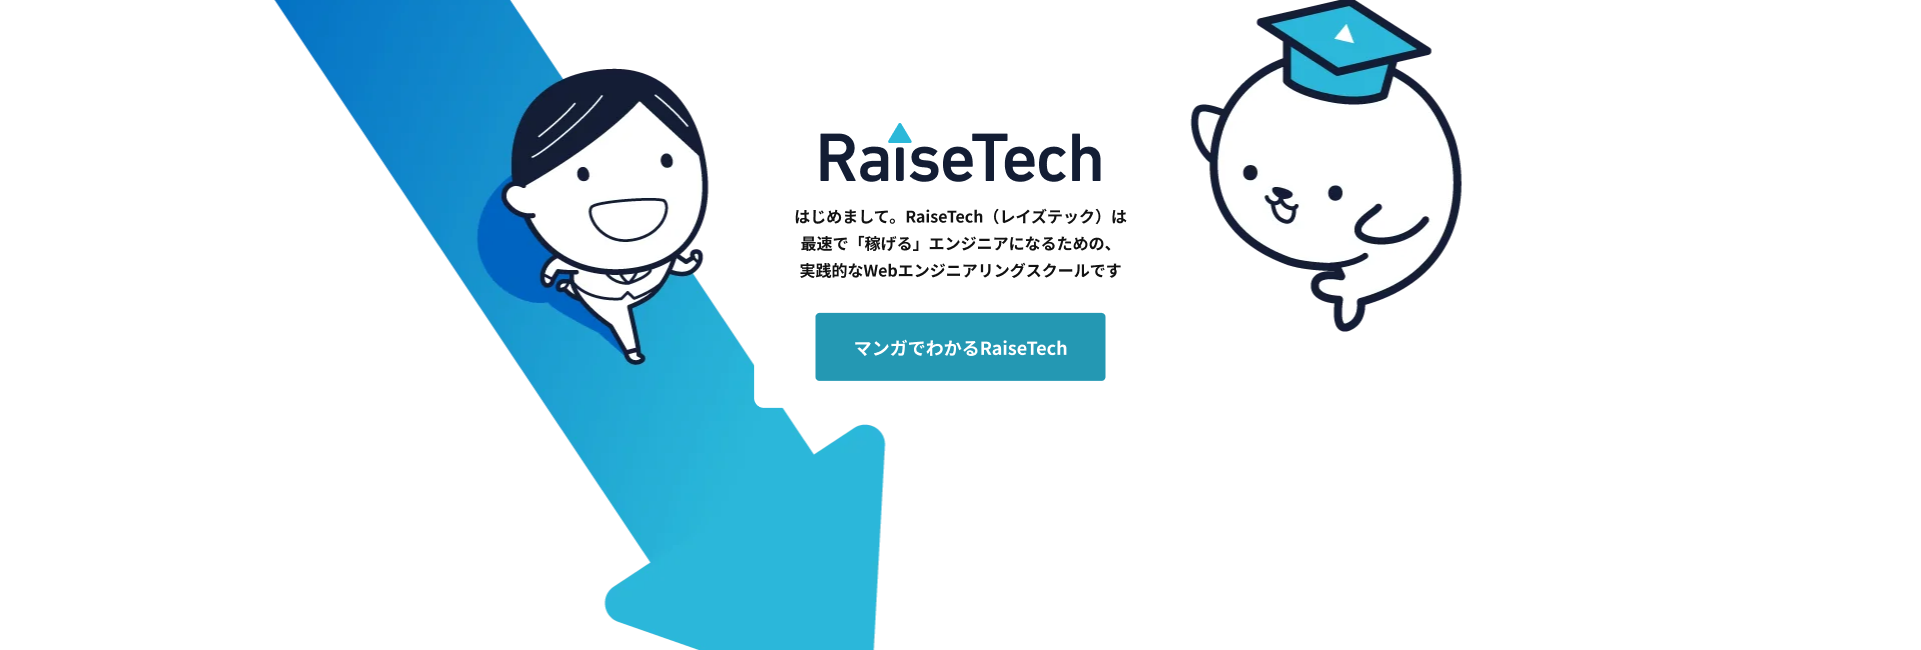 RaiseTech
はじめまして。RaiseTech（レイズテック）は
最速で「稼げる」エンジニアになるための、
実践的なWebエンジニアリングスクールです
マンガでわかるRaiseTech